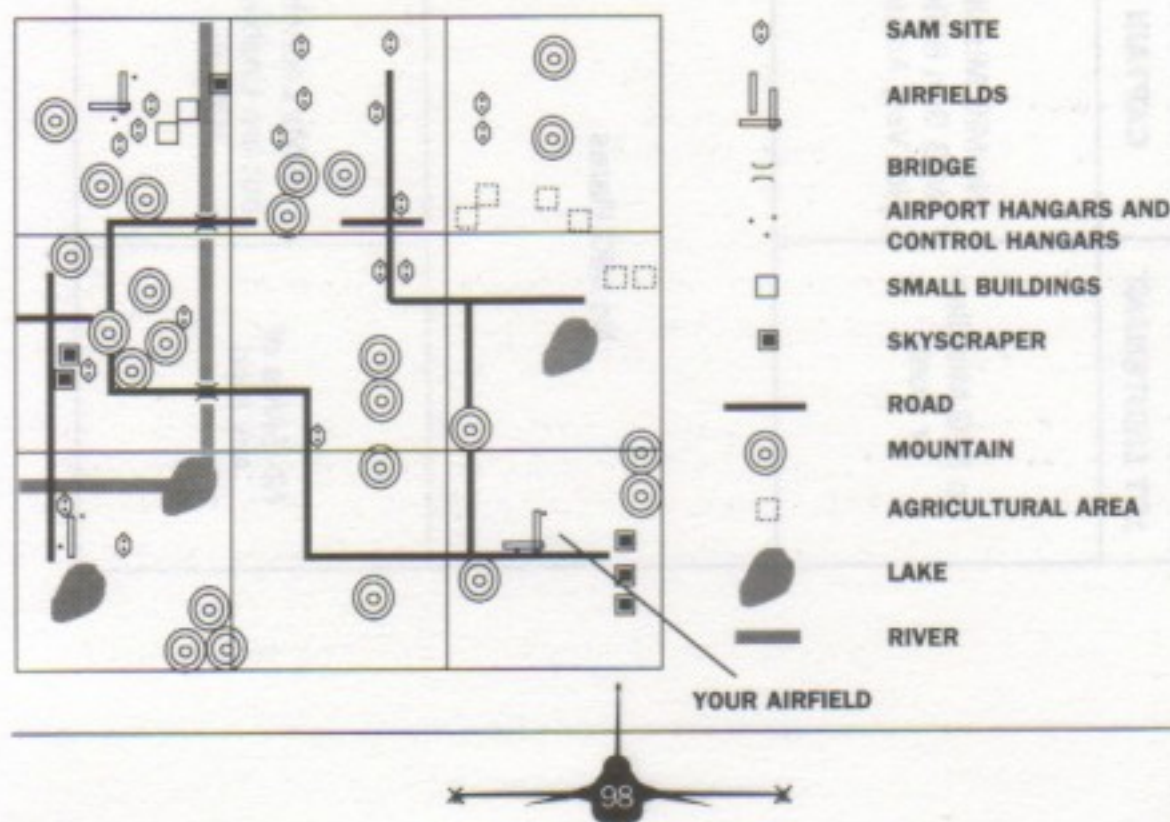 SAM SITE
AIRFIELDS
BRIDGE
AIRPORT HANGARS AND
CONTROL HANGARS
SMALL BUILDINGS
SKYSCRAPER
ROAD
MOUNTAIN
AGRICULTURAL AREA
LAKE
RIVER
YOUR AIRFIELD
98